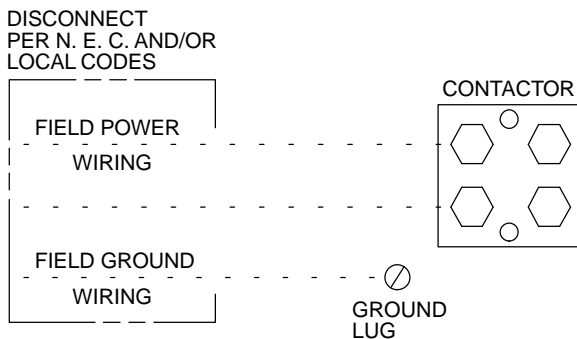 DISCONNECT
PER N. E. C. AND/OR
LOCAL CODES
CONTACTOR
FIELD POWER
WIRING
FIELD GROUND
WIRING
GROUND
LUG